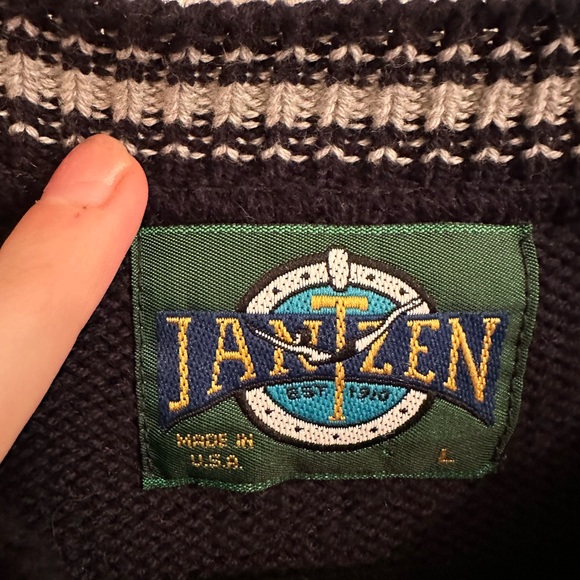 JANTZEN
EST 1910
MADE IN
U.S.A.
L